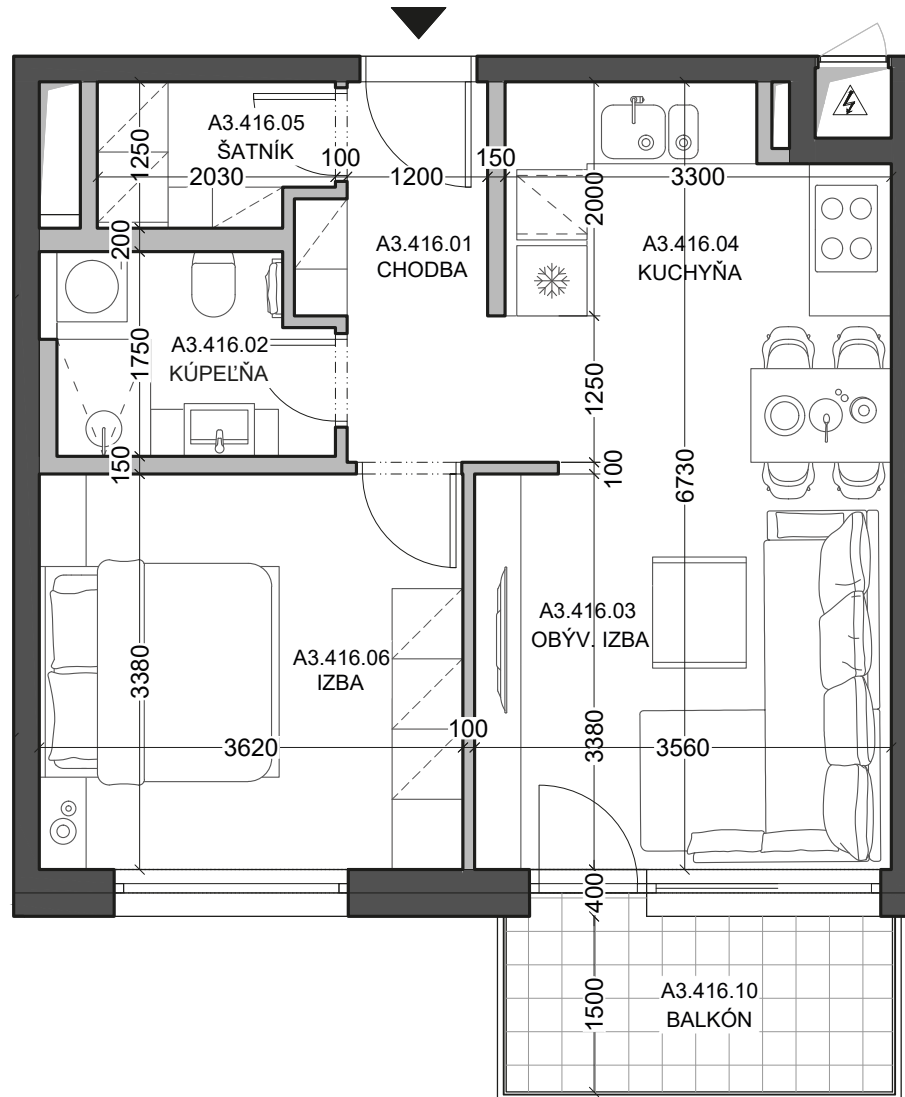 A3.416.05
ŠATNÍK
1250
2030
100
1200
150
3300
2000
A3.416.01
CHODBA
A3.416.04
KUCHYŇA
200
A3.416.02
KÚPEĽŇA
1750
1250
150
100
6730
A3.416.03
OBÝV. IZBA
A3.416.06
IZBA
3380
3620
100
3380
3560
400
1500
A3.416.10
BALKÓN